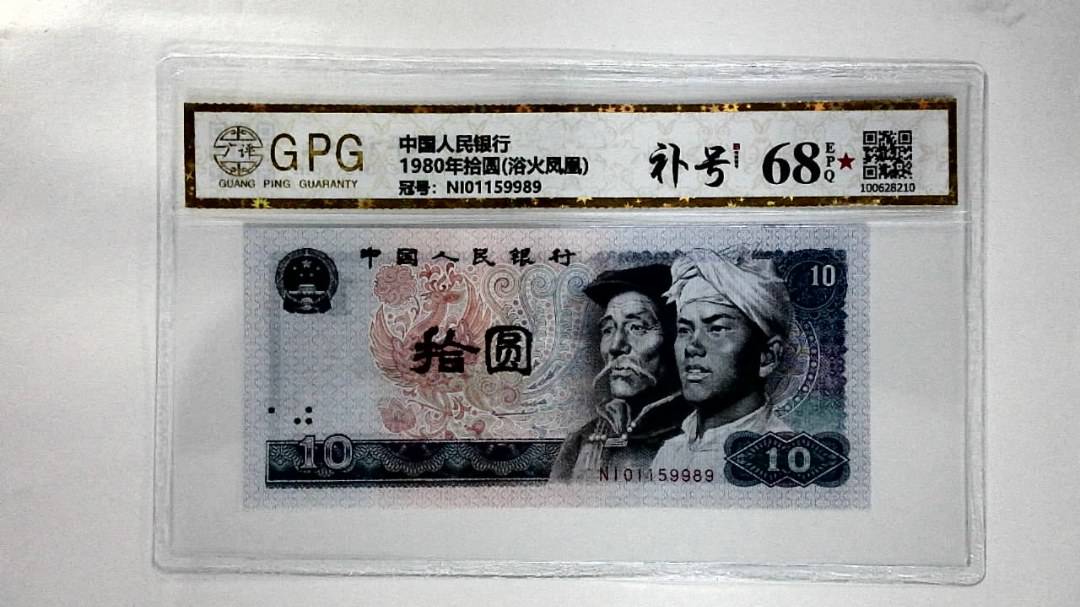 广评
GPG
GUANG PING GUARANTY
中国人民银行
1980年拾圆(浴火凤凰)
冠号：NI01159989
补号
68
EPQ
100628210
中国人民银行
10
拾圆
10
NI01159989
10